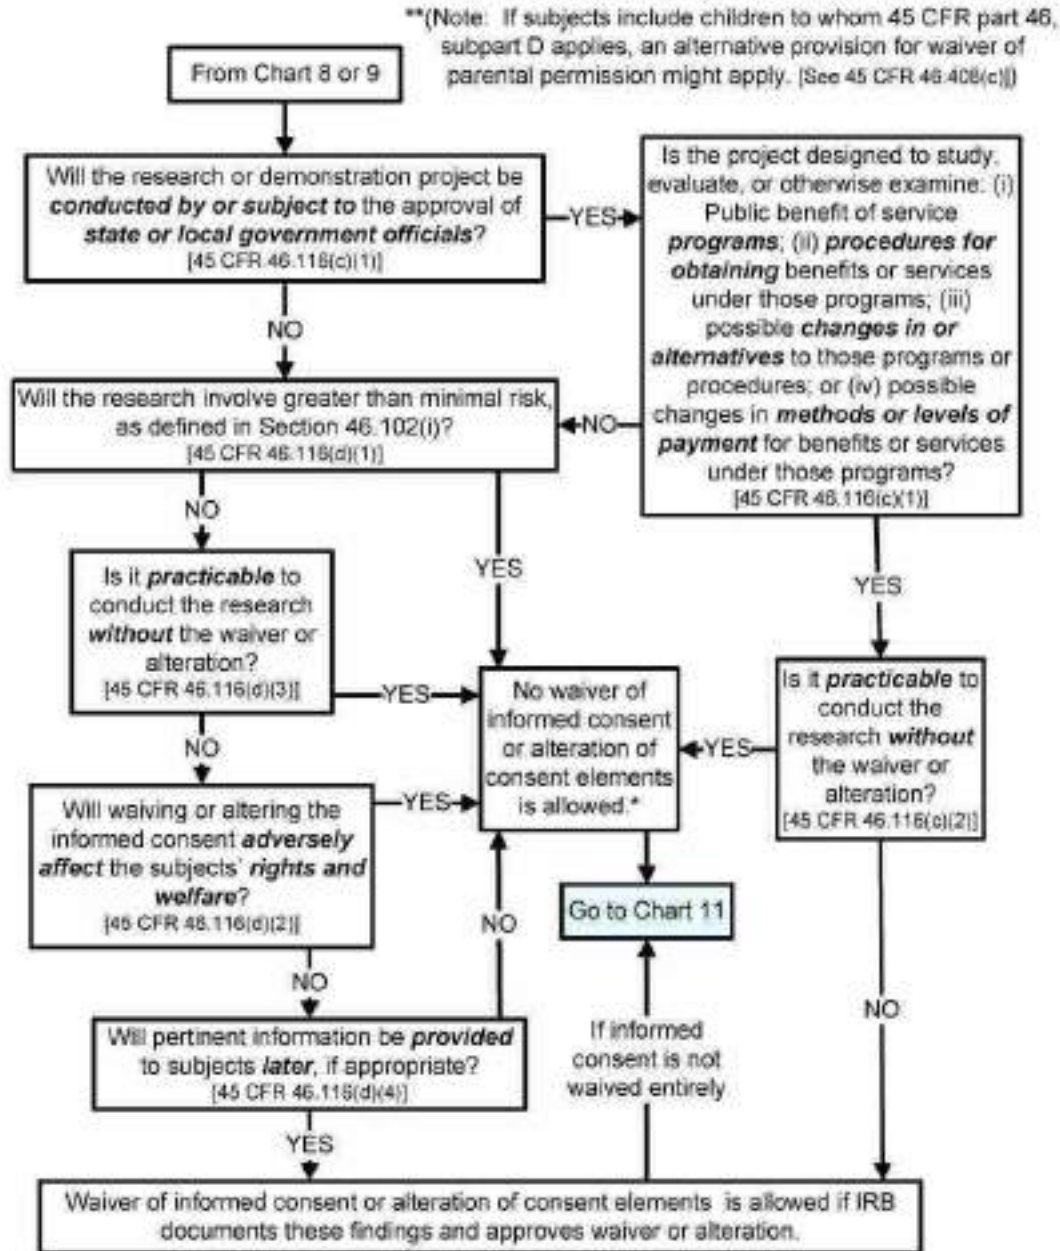 **(Note: If subjects include children to whom 45 CFR part 46,
subpart D applies, an alternative provision for waiver of
parental permission might apply. [See 45 CFR 46.408(c)])
From Chart 8 or 9
Will the research or demonstration project be
conducted by or subject to the approval of
state or local government officials?
[45 CFR 46.116(c)(1)]
YES
Is the project designed to study,
evaluate, or otherwise examine: (i)
Public benefit of service
programs; (ii) procedures for
obtaining benefits or services
under those programs; (iii)
possible changes in or
alternatives to those programs or
procedures; or (iv) possible
changes in methods or levels of
payment for benefits or services
under those programs?
[45 CFR 46.116(c)(1)]
NO
Will the research involve greater than minimal risk,
as defined in Section 46.102(i)?
[45 CFR 46.116(d)(1)]
NO
NO
YES
YES
Is it practicable to
conduct the research
without the waiver or
alteration?
[45 CFR 46.116(d)(3)]
YES
No waiver of
informed consent
or alteration of
consent elements
is allowed.*
YES
Is it practicable to
conduct the
research without
the waiver or
alteration?
[45 CFR 46.116(c)(2)]
NO
Will waiving or altering the
informed consent adversely
affect the subjects' rights and
welfare?
[45 CFR 46.116(d)(2)]
YES
Go to Chart 11
NO
NO
NO
Will pertinent information be provided
to subjects later, if appropriate?
[45 CFR 46.116(d)(4)]
If informed
consent is not
waived entirely
YES
Waiver of informed consent or alteration of consent elements is allowed if IRB
documents these findings and approves waiver or alteration.